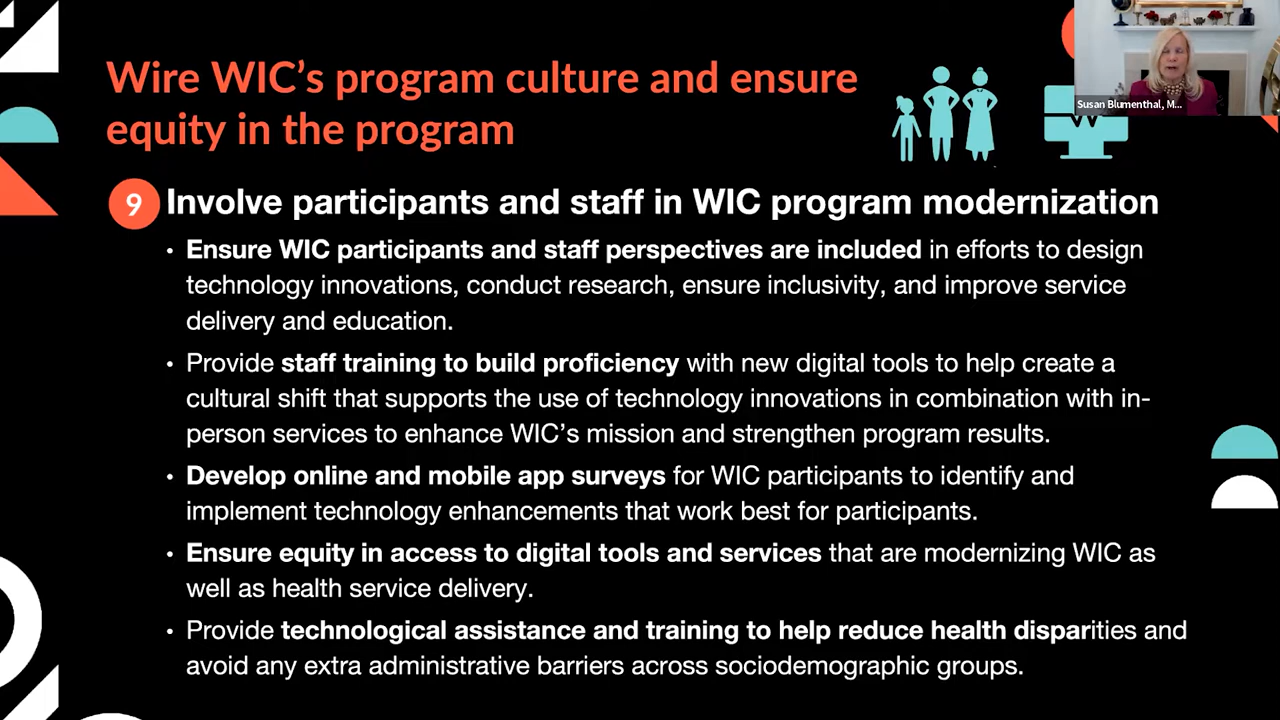 Wire WIC's program culture and ensure
equity in the program
Susan Blumenthal, M...
W
9 Involve participants and staff in WIC program modernization
• Ensure WIC participants and staff perspectives are included in efforts to design
technology innovations, conduct research, ensure inclusivity, and improve service
delivery and education.
• Provide staff training to build proficiency with new digital tools to help create a
cultural shift that supports the use of technology innovations in combination with in-
person services to enhance WIC's mission and strengthen program results.
• Develop online and mobile app surveys for WIC participants to identify and
implement technology enhancements that work best for participants.
• Ensure equity in access to digital tools and services that are modernizing WIC as
well as health service delivery.
• Provide technological assistance and training to help reduce health disparities and
avoid any extra administrative barriers across sociodemographic groups.